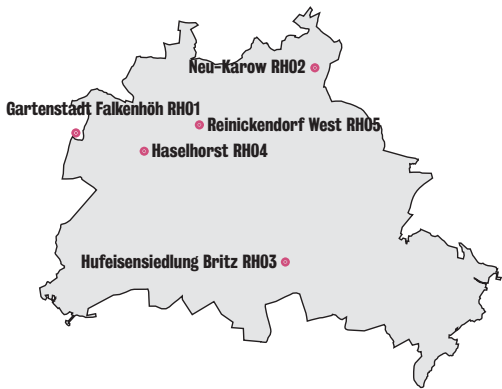 Neu-Karow RH02
Gartenstadt Falkenhöh RH01
Reinickendorf West RH05
Haselhorst RH04
Hufeisensiedlung Britz RH03